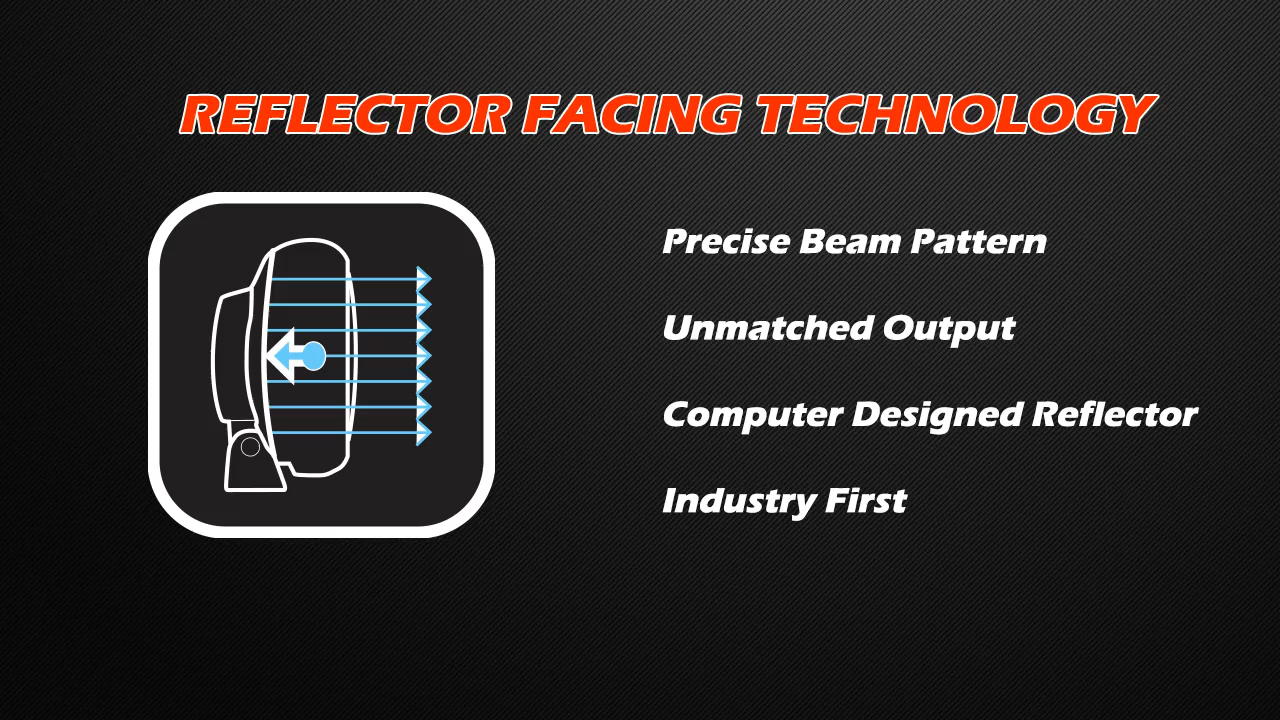 REFLECTOR FACING TECHNOLOGY
Precise Beam Pattern
Unmatched Output
Computer Designed Reflector
Industry First